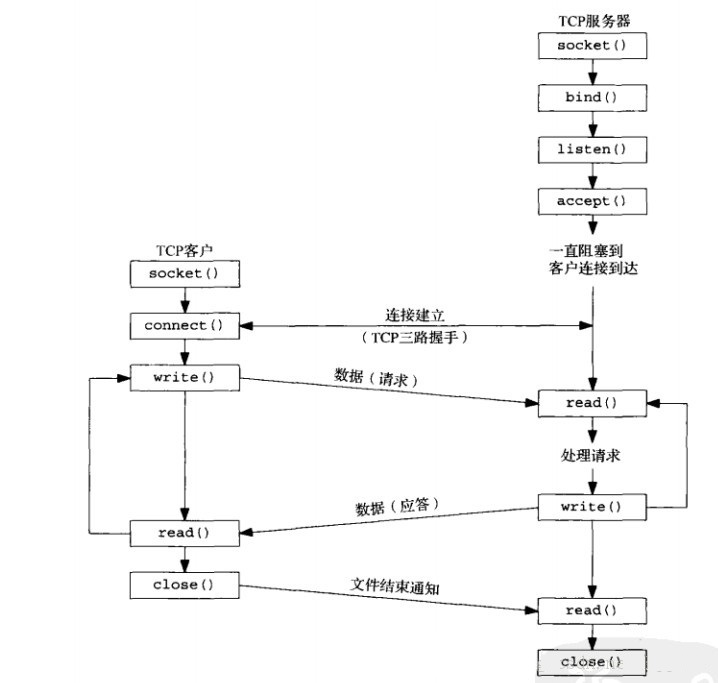 TCP服务器
socket()
bind()
listen()
accept()
一直阻塞到
客户连接到达
TCP客户
socket()
connect()
连接建立
(TCP三路握手)
write()
数据(请求)
read()
处理请求
数据(应答)
write()
read()
close()
文件结束通知
read()
close()